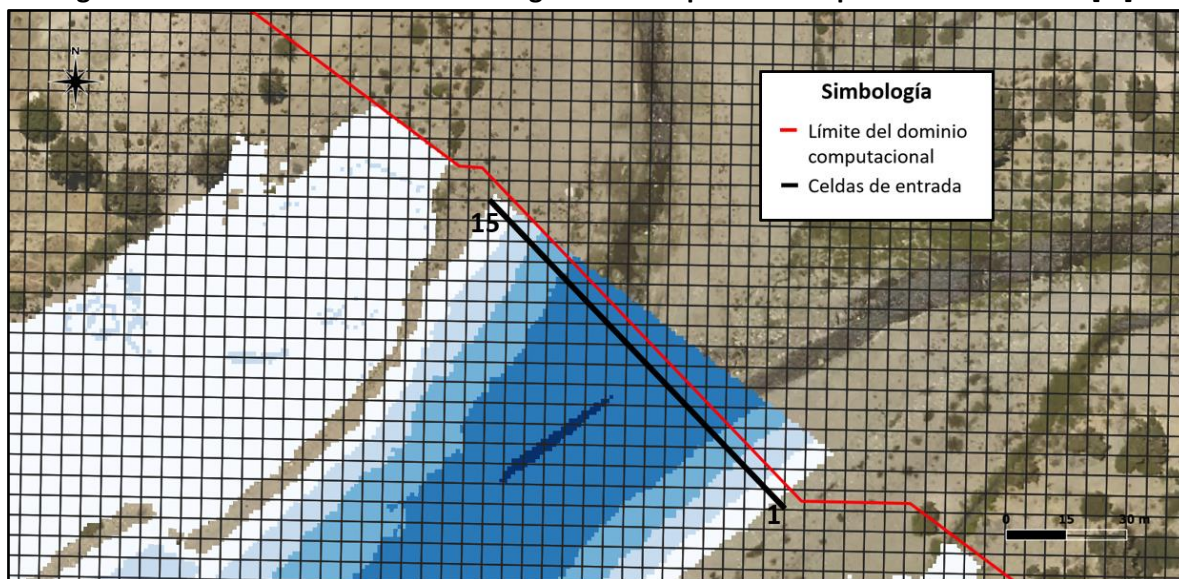 N
Simbología
Límite del dominio
computacional
Celdas de entrada
15
1
0 15 30 m